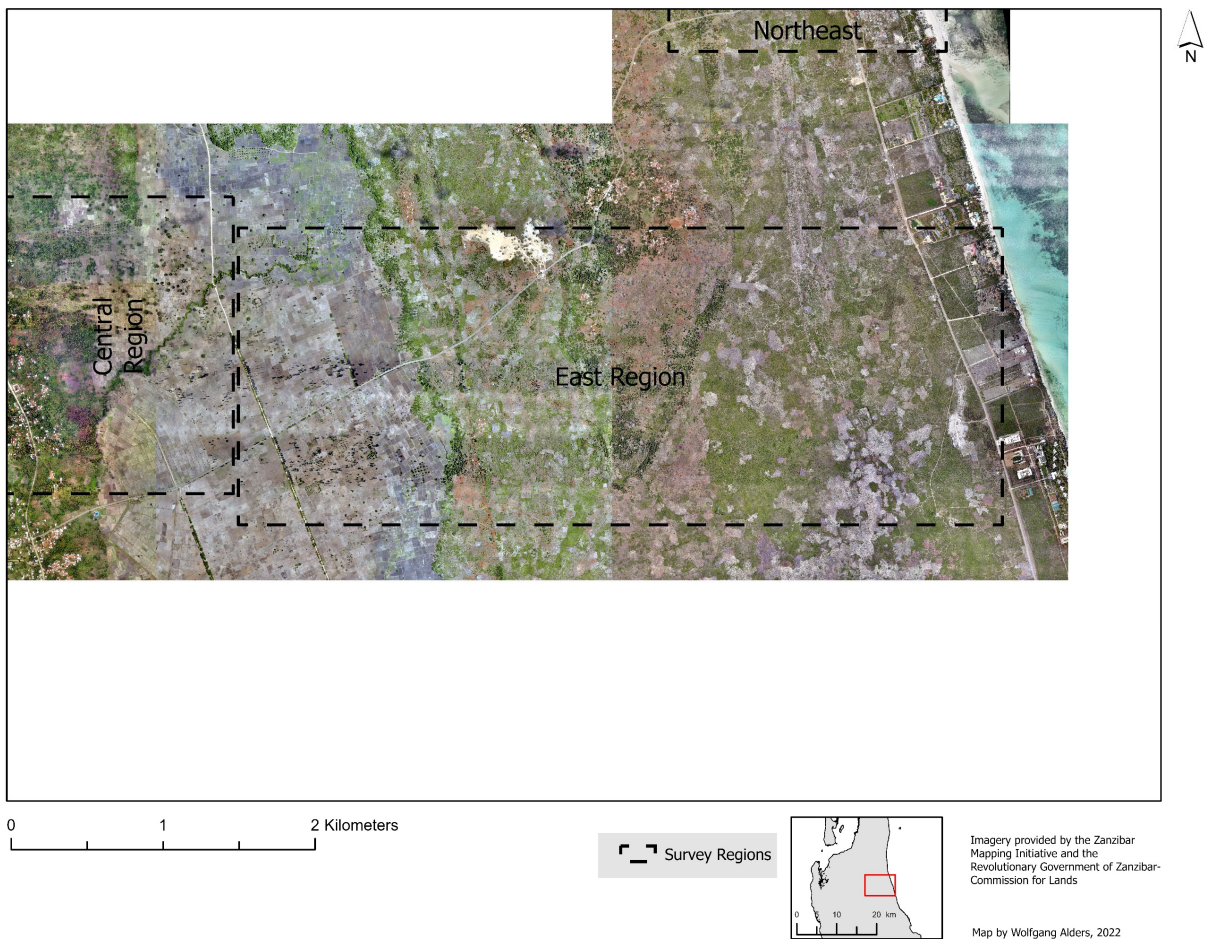 Northeast
N
Central
Region
East Region
0 1 2 Kilometers
Survey Regions
0 5 10 20 km
Imagery provided by the Zanzibar
Mapping Initiative and the
Revolutionary Government of Zanzibar-
Commission for Lands
Map by Wolfgang Alders, 2022